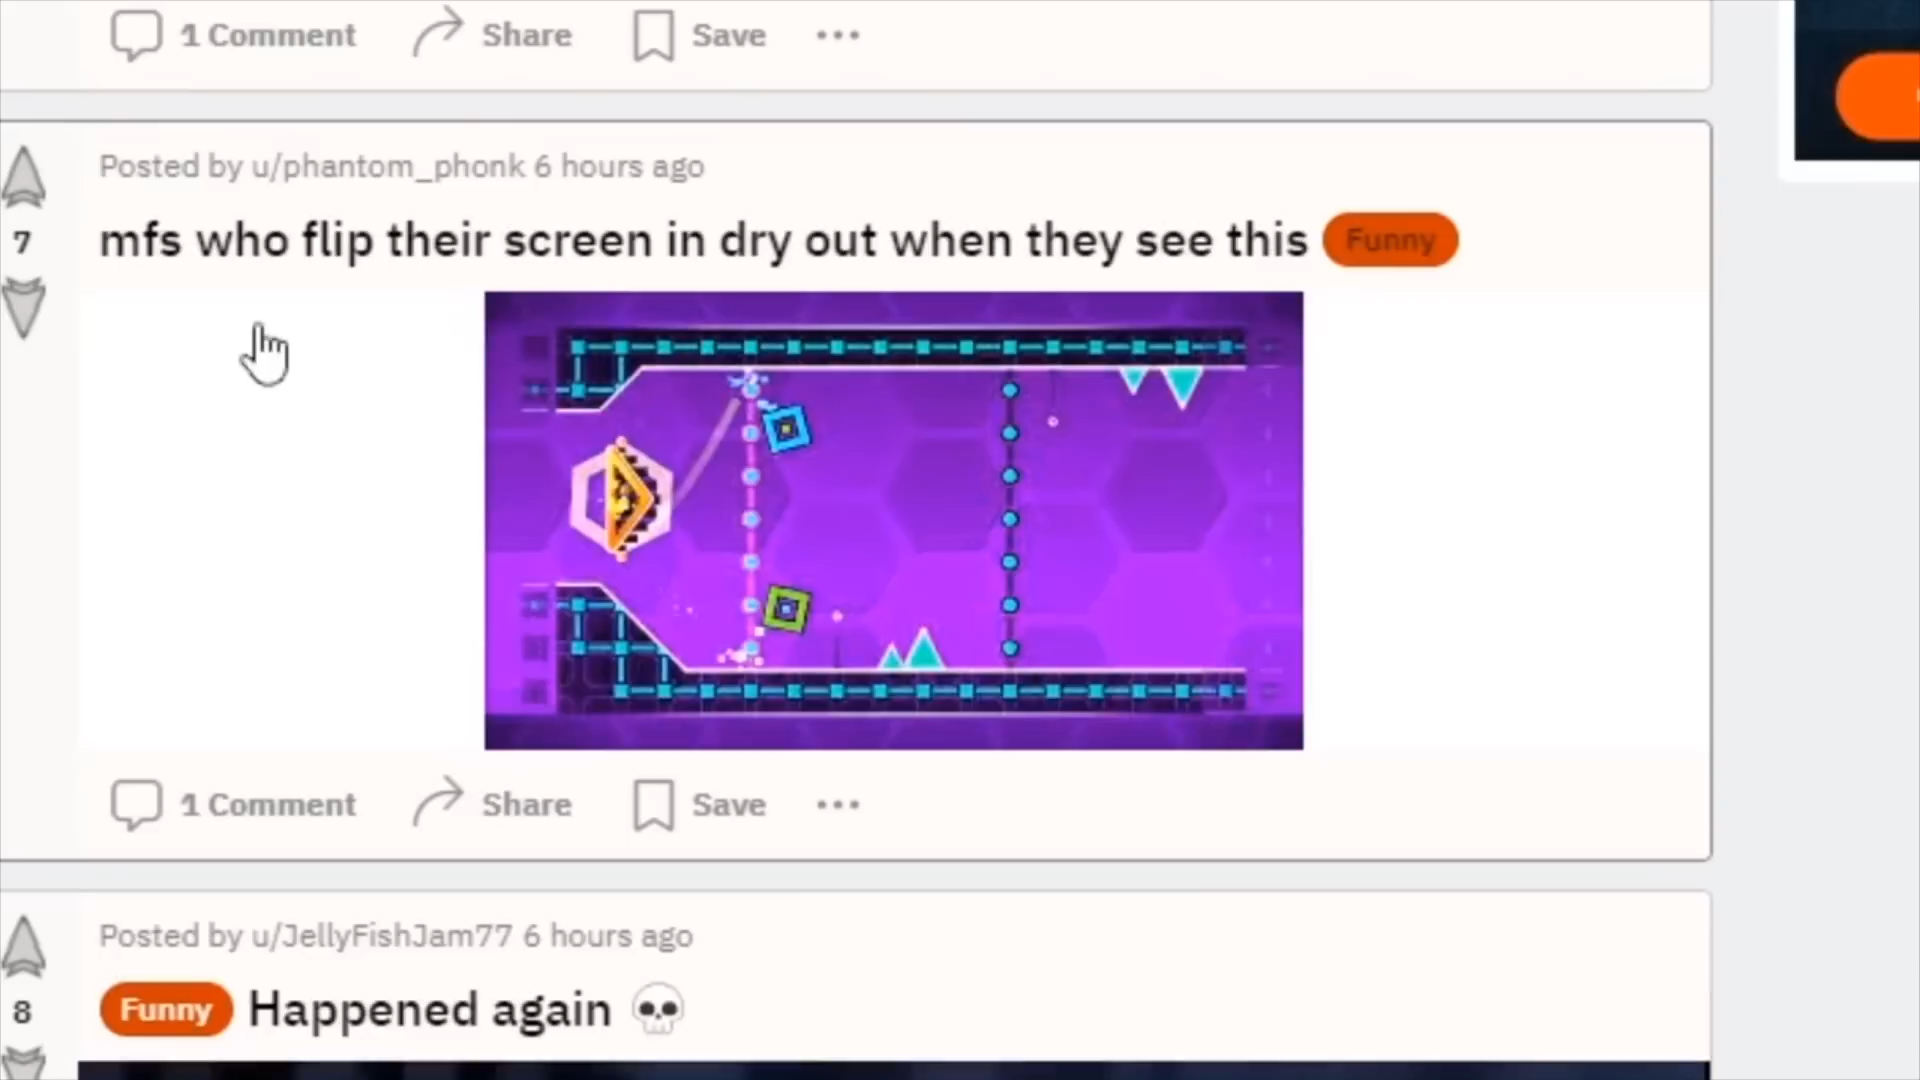 1 Comment Share Save
Posted by u/phantom_phonk 6 hours ago
7
mfs who flip their screen in dry out when they see this Funny
1 Comment Share Save
Posted by u/JellyFishJam77 6 hours ago
8
Funny Happened again 💀